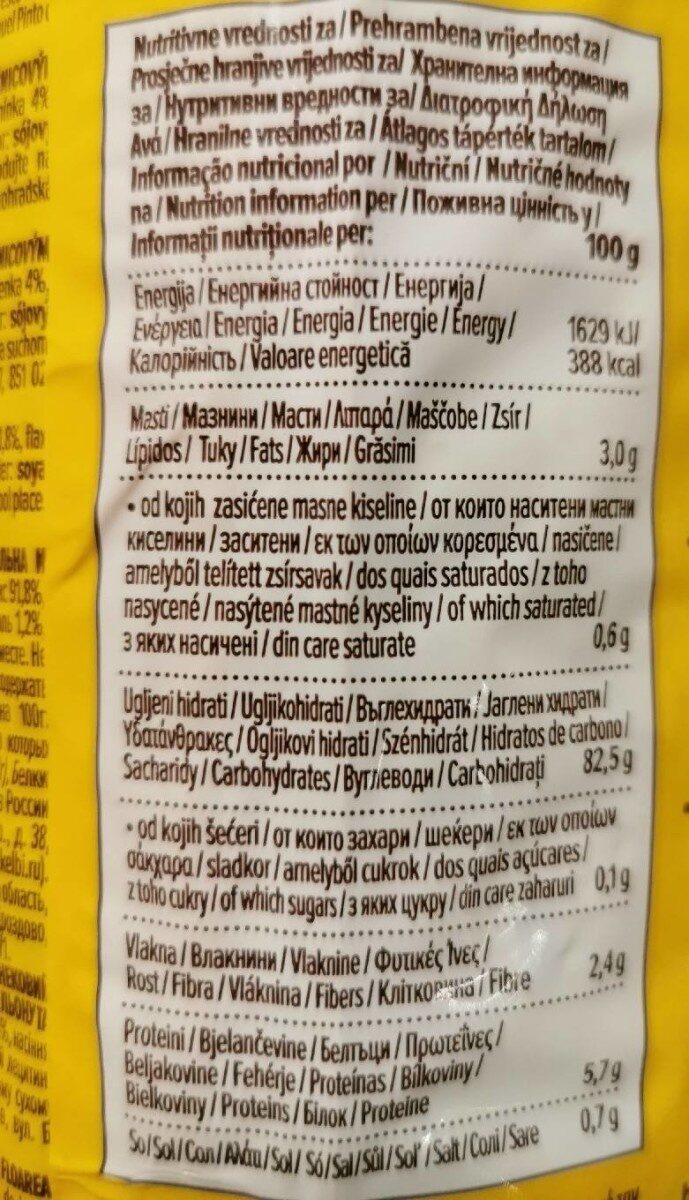 Nutritivne vrednosti za / Prehrambena vrijednost za /
Prosječne hranjive vrijednosti za/ Хранителна информация
за / Нутритивни вредности за/ Διατροφική Δήλωση
Ανά / Hranilne vrednosti za / Átlagos tápérték tartalom /
Informação nutricional por / Nutriční / Nutričné hodnoty
na / Nutrition information per / Поживна цінність у /
Informații nutriționale per:
100 g
Energija / Енергийна стойност / Енергија /
Ενέργεια / Energia / Energia / Energie / Energy /
Калорійність / Valoare energetică
1629 kJ/
388 kcal
Masti / Мазнини / Масти / Λιπαρά / Maščobe / Zsír /
Lípidos / Tuky / Fats / Жири / Grăsimi 3,0 g
• od kojih zasićene masne kiseline / от които наситени мастни
киселини / заситени / εκ των οποίων κορεσμένα / nasičene /
amelyből telített zsírsavak / dos quais saturados / z toho
nasycené / nasýtené mastné kyseliny / of which saturated /
з яких насичені / din care saturate 0,6 g
Ugljeni hidrati / Ugljikohidrati / Въглехидрати / Јаглени хидрати /
Υδατάνθρακες / Ogljikovi hidrati / Szénhidrát / Hidratos de carbono /
Sacharidy / Carbohydrates / Вуглеводи / Carbohidrați 82,5 g
• od kojih šećeri / от които захари / шеќери / εκ των οποίων
σάκχαρα / sladkor / amelyből cukrok / dos quais açúcares /
z toho cukry / of which sugars / з яких цукру / din care zaharuri 0,1 g
Vlakna / Влакнини / Vlaknine / Φυτικές Ίνες /
Rost / Fibra / Vláknina / Fibers / Клітковина / Fibre 2,4 g
Proteini / Bjelančevine / Белтъци / Πρωτεΐνες /
Beljakovine / Fehérje / Proteínas / Bílkoviny /
Bielkoviny / Proteins / Білок / Proteine 5,7 g
So / Sol / Сол / Αλάτι / Sol / Só / Sal / Sůl / Soľ / Salt / Солі / Sare 0,7 g